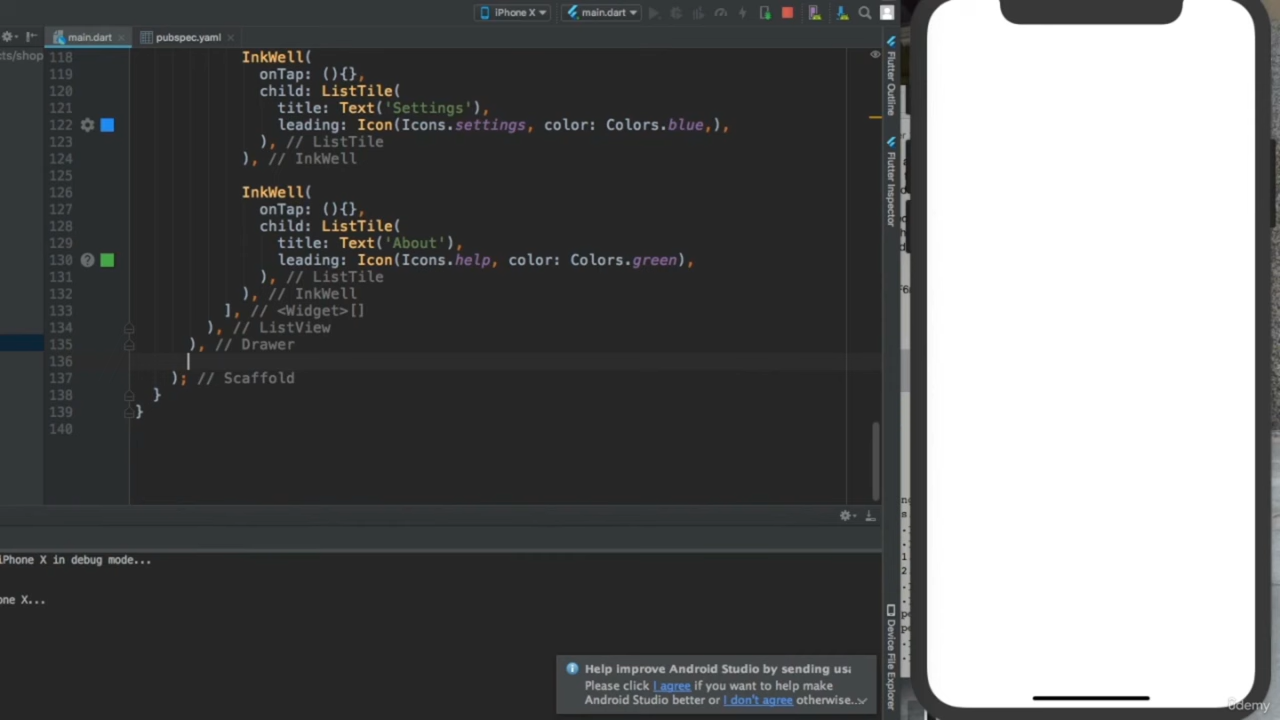 iPhone X
main.dart
main.dart
pubspec.yaml
cts/shop
118 InkWell(
119 onTap: (){},
120 child: ListTile(
121 title: Text('Settings'),
122 leading: Icon(Icons.settings, color: Colors.blue,),
123 ), // ListTile
124 ), // InkWell
125
126 InkWell(
127 onTap: (){},
128 child: ListTile(
129 title: Text('About'),
130 leading: Icon(Icons.help, color: Colors.green),
131 ), // ListTile
132 ), // InkWell
133 ], // <Widget>[]
134 ), // ListView
135 ), // Drawer
136
137 ); // Scaffold
138 }
139 }
140
Flutter Outline
Flutter Inspector
Device File Explorer
iPhone X in debug mode...
one X...
Help improve Android Studio by sending usa
Please click I agree if you want to help make
Android Studio better or I don't agree otherwise...
ûdemy